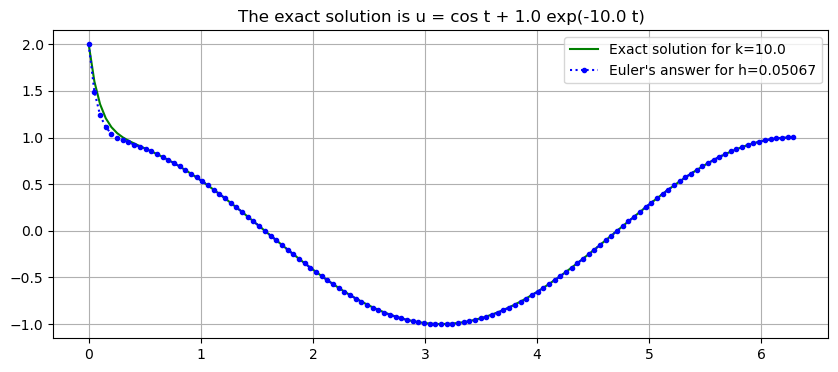 The exact solution is u = cos t + 1.0 exp(-10.0 t)
Exact solution for k=10.0
Euler's answer for h=0.05067
2.0
1.5
1.0
0.5
0.0
−0.5
−1.0
0 1 2 3 4 5 6